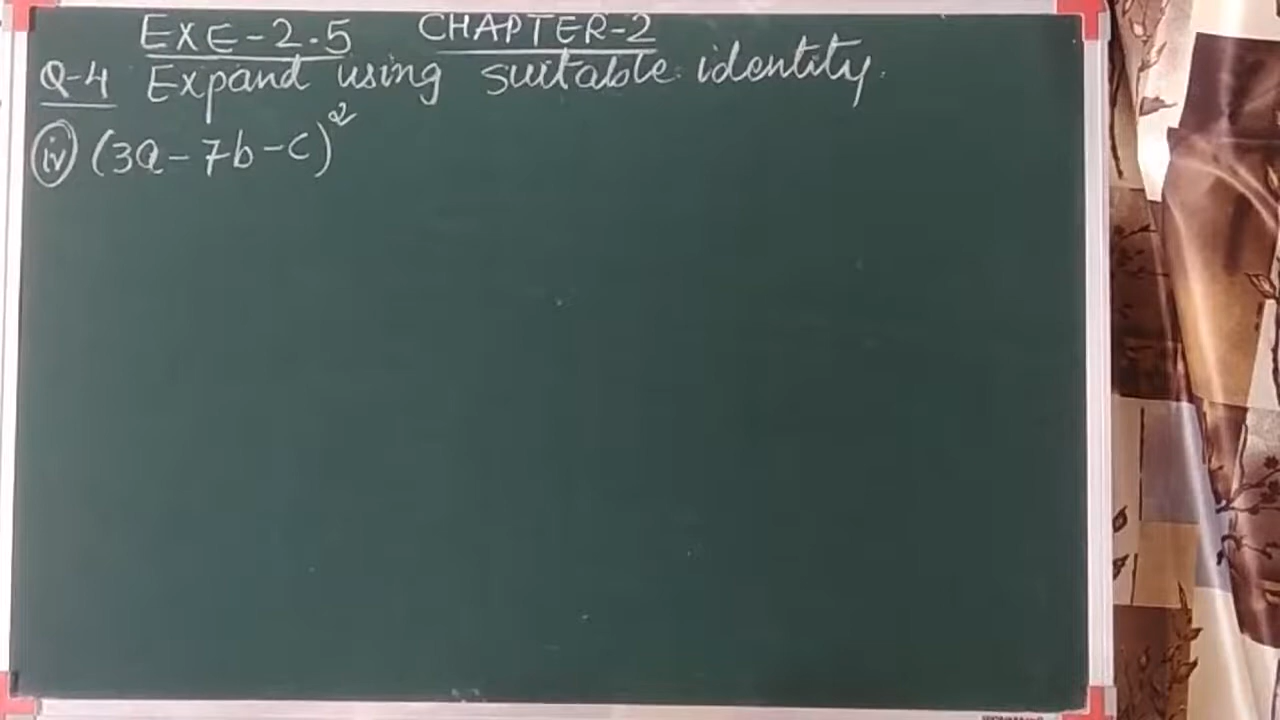 EXE-2.5 CHAPTER-2
Q-4 Expand using suitable identity.
(iv) (3a-7b-c)²